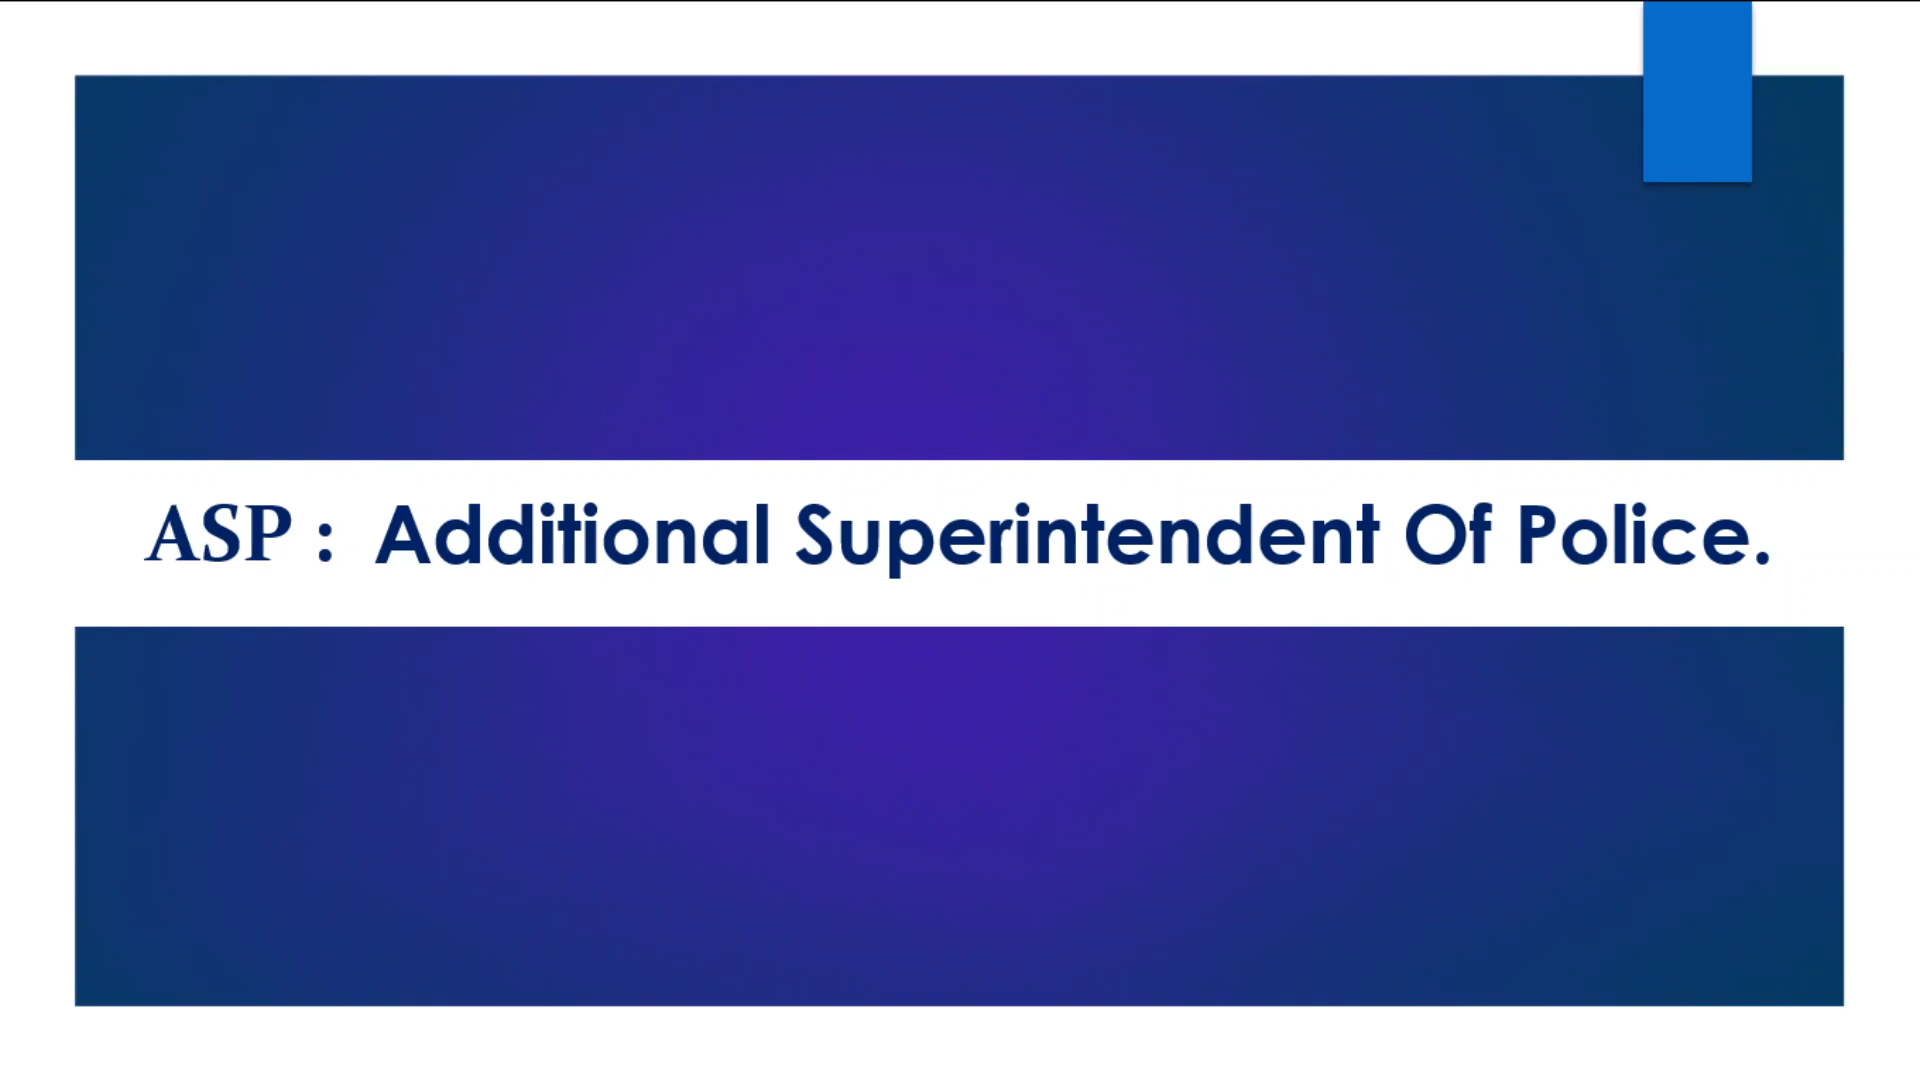 ASP : Additional Superintendent Of Police.